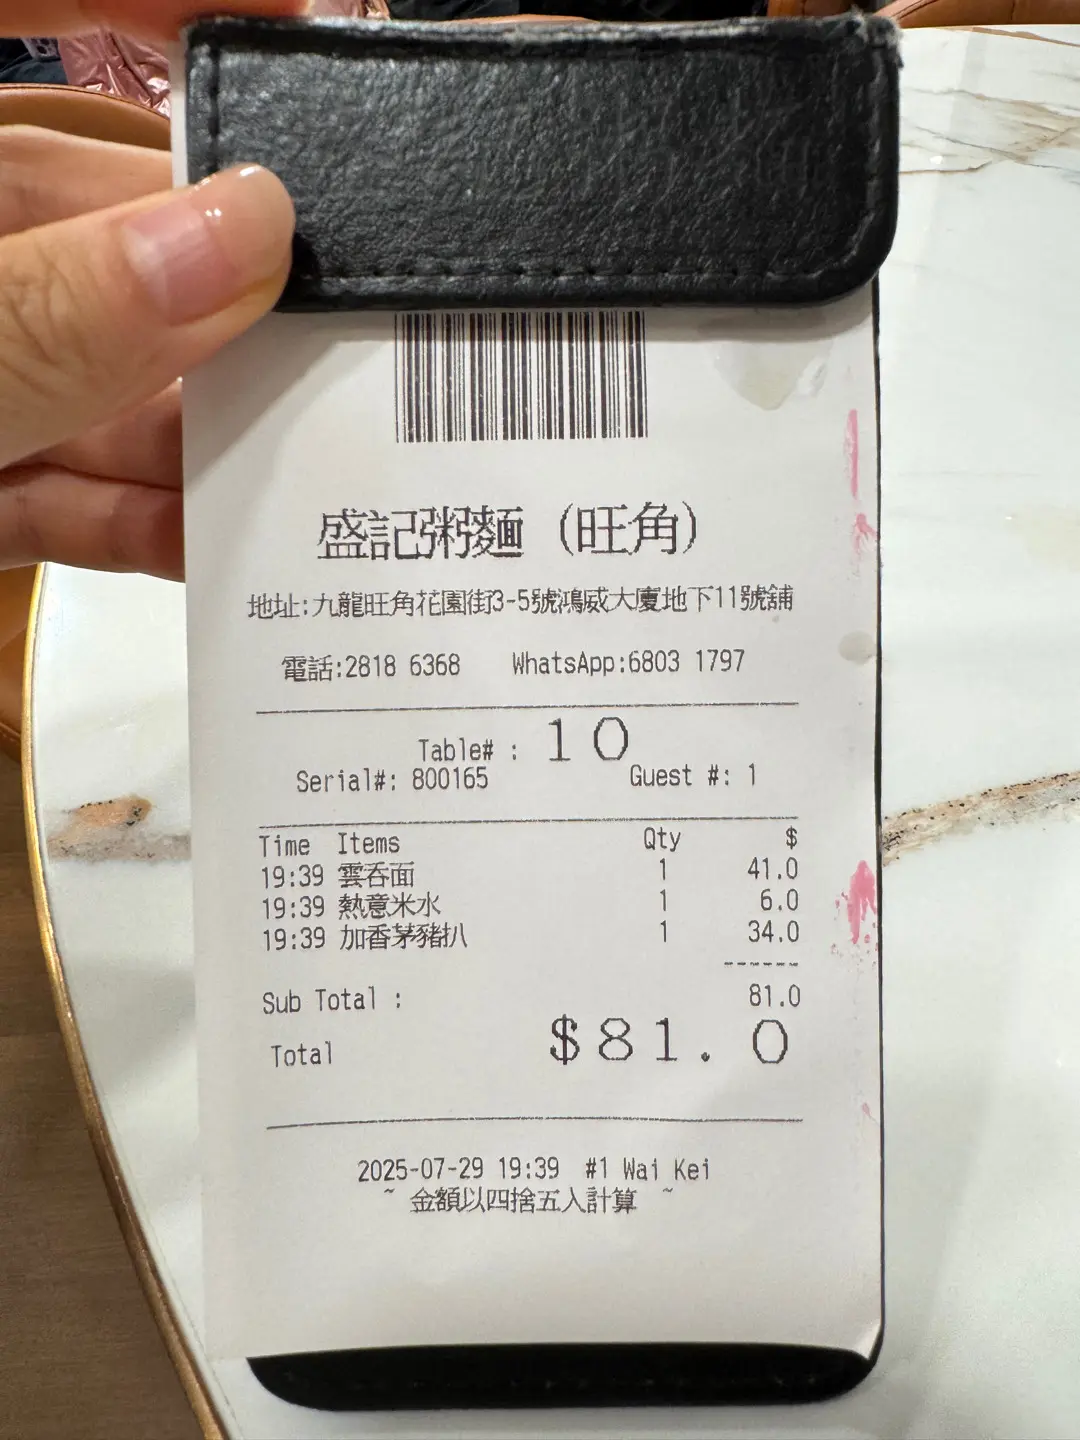 盛記粥麵 (旺角)
地址:九龍旺角花園街3-5號鴻威大廈地下11號舖
電話:2818 6368 WhatsApp:6803 1797
Table# : 10
Serial#: 800165 Guest #: 1
Time Items Qty $
19:39 雲吞面 1 41.0
19:39 熱意米水 1 6.0
19:39 加香茅豬扒 1 34.0
------
Sub Total : 81.0
Total $81.0
2025-07-29 19:39 #1 Wai Kei
~ 金額以四捨五入計算 ~